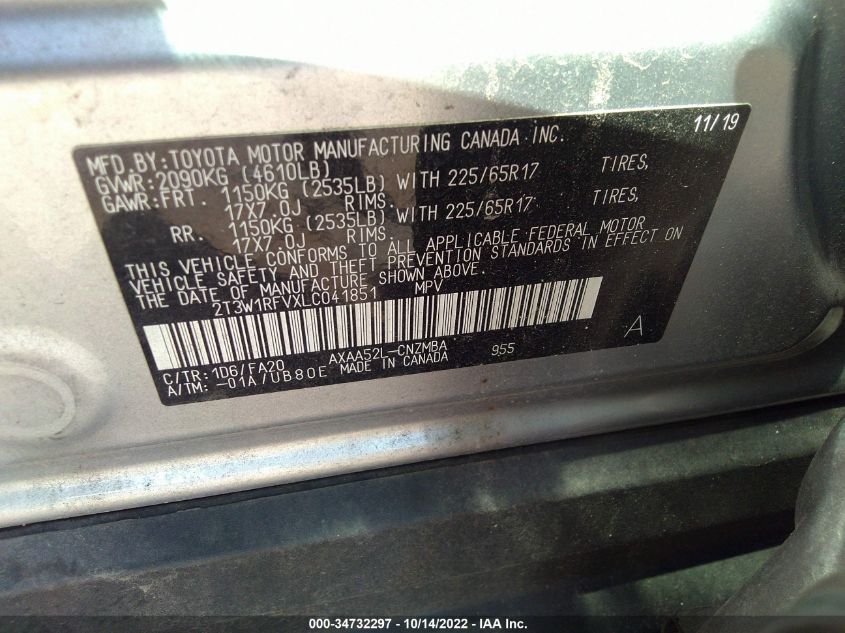 11/19
MFD. BY: TOYOTA MOTOR MANUFACTURING CANADA INC.
GVWR: 2090KG (4610LB)
GAWR: FRT. 1150KG (2535LB) WITH 225/65R17 TIRES,
17X7.0J RIMS.
RR. 1150KG (2535LB) WITH 225/65R17 TIRES,
17X7.0J RIMS.
THIS VEHICLE CONFORMS TO ALL APPLICABLE FEDERAL MOTOR
VEHICLE SAFETY AND THEFT PREVENTION STANDARDS IN EFFECT ON
THE DATE OF MANUFACTURE SHOWN ABOVE.
2T3W1RFVXLC041851 MPV
A
C/TR: 1D6/FA20 AXAA52L-CNZMBA 955
A/TM: -01A/UB80E MADE IN CANADA
000-34732297 - 10/14/2022 - IAA Inc.